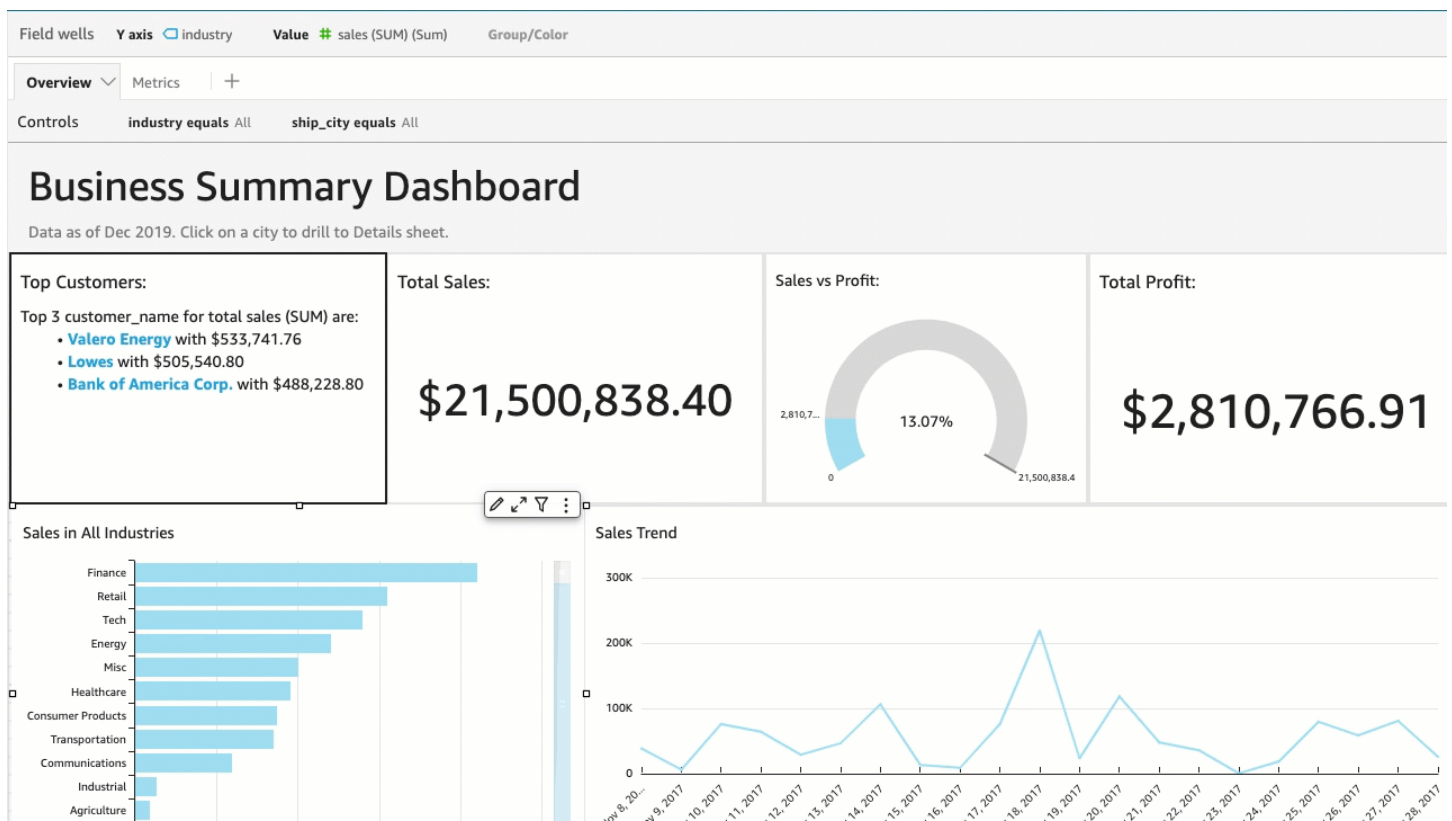 Field wells Y axis industry Value # sales (SUM) (Sum) Group/Color
Overview Metrics +
Controls industry equals All ship_city equals All
Business Summary Dashboard
Data as of Dec 2019. Click on a city to drill to Details sheet.
Top Customers:
Top 3 customer_name for total sales (SUM) are:
• Valero Energy with $533,741.76
• Lowes with $505,540.80
• Bank of America Corp. with $488,228.80
Total Sales:
$21,500,838.40
Sales vs Profit:
2,810,7...
13.07%
0
21,500,838.4
Total Profit:
$2,810,766.91
Sales in All Industries
Finance
Retail
Tech
Energy
Misc
Healthcare
Consumer Products
Transportation
Communications
Industrial
Agriculture
Sales Trend
300K
200K
100K
0
8, 20...
9, 2017
10, 2017
11, 2017
12, 2017
13, 2017
14, 2017
15, 2017
16, 2017
17, 2017
18, 2017
19, 2017
20, 2017
21, 2017
22, 2017
23, 2017
24, 2017
25, 2017
26, 2017
27, 2017
28, 2017